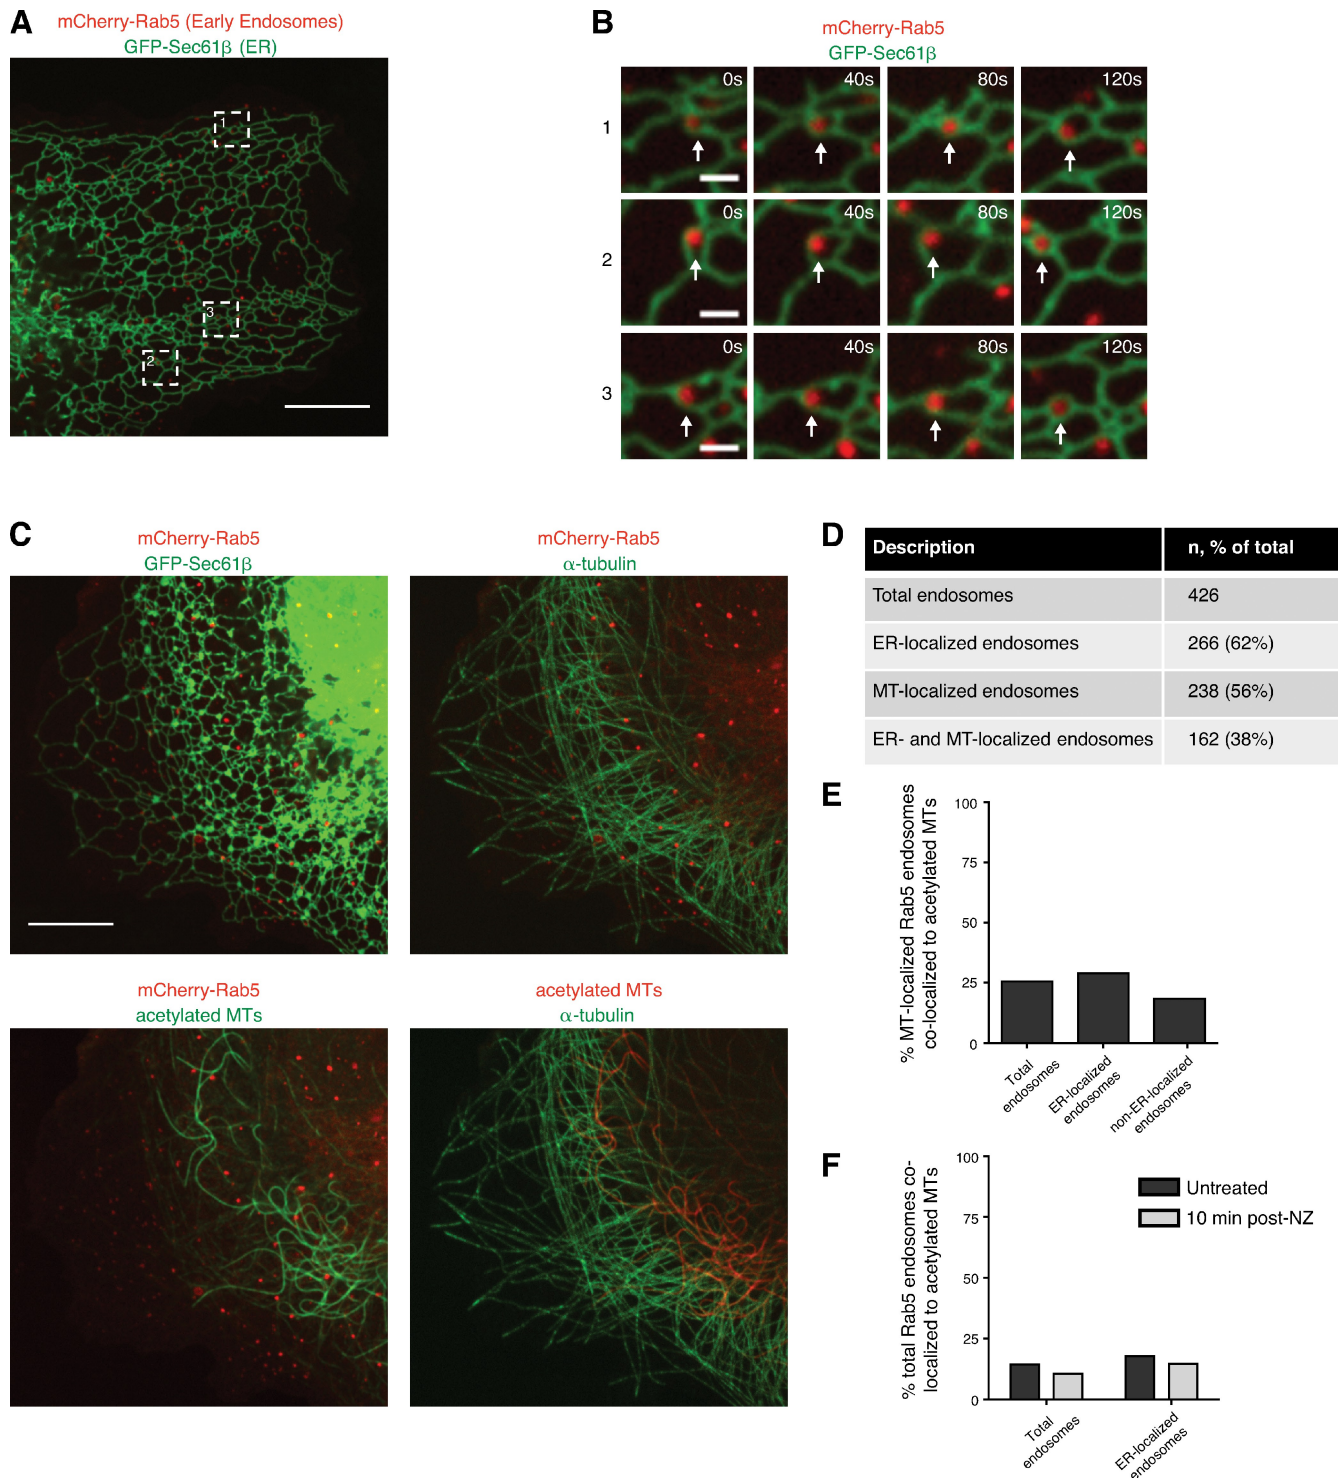 A
mCherry-Rab5 (Early Endosomes)
GFP-Sec61β (ER)
1
3
2
B
mCherry-Rab5
GFP-Sec61β
1
0s
40s
80s
120s
2
0s
40s
80s
120s
3
0s
40s
80s
120s
C
mCherry-Rab5
GFP-Sec61β
mCherry-Rab5
α-tubulin
mCherry-Rab5
acetylated MTs
acetylated MTs
α-tubulin
D
Description n, % of total
Total endosomes 426
ER-localized endosomes 266 (62%)
MT-localized endosomes 238 (56%)
ER- and MT-localized endosomes 162 (38%)
E
% MT-localized Rab5 endosomes
co-localized to acetylated MTs
100
75
50
25
0
Total
endosomes
ER-localized
endosomes
non-ER-localized
endosomes
F
% total Rab5 endosomes co-
localized to acetylated MTs
100
75
50
25
0
Untreated
10 min post-NZ
Total
endosomes
ER-localized
endosomes